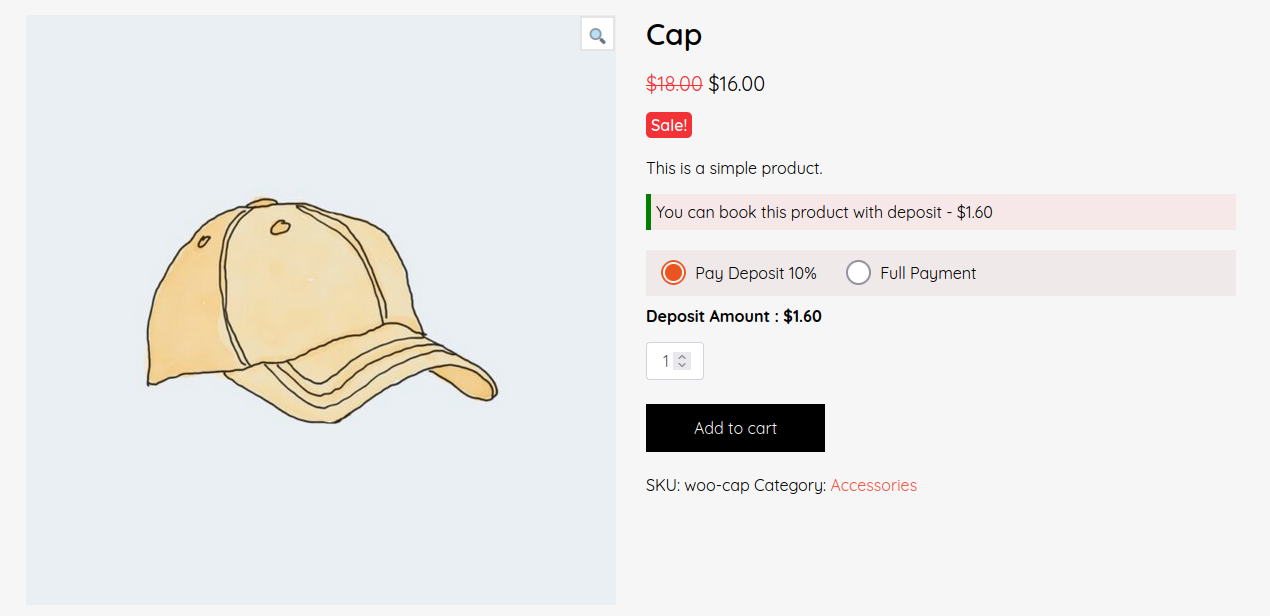 Cap
$18.00 $16.00
Sale!
This is a simple product.
You can book this product with deposit - $1.60
Pay Deposit 10% Full Payment
Deposit Amount : $1.60
1
Add to cart
SKU: woo-cap Category: Accessories